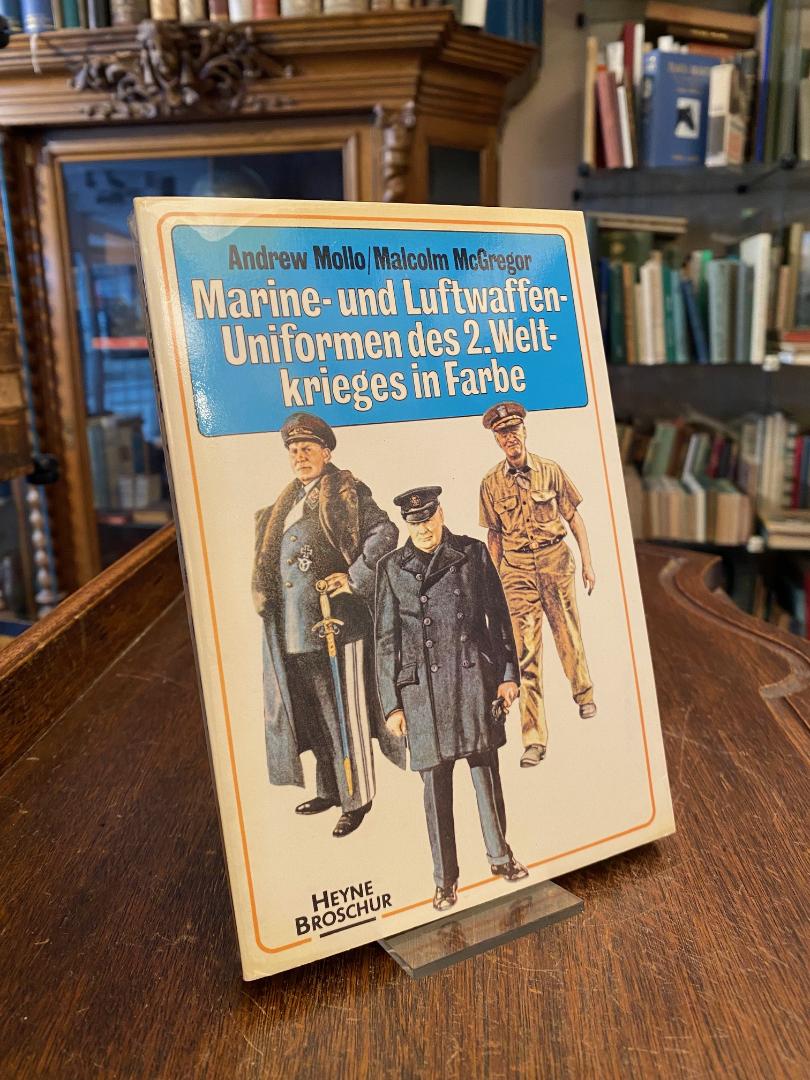 Andrew Mollo/Malcolm McGregor
Marine- und Luftwaffen-
Uniformen des 2. Welt-
krieges in Farbe
HEYNE
BROSCHUR